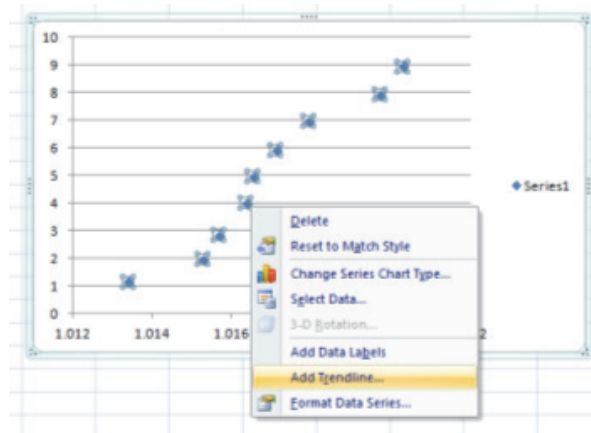 10
9
8
7
6
5
4
3
2
1
0
1.012 1.014 1.016 2
Series1
Delete
Reset to Match Style
Change Series Chart Type...
Select Data...
3-D Rotation...
Add Data Labels
Add Trendline...
Format Data Series...